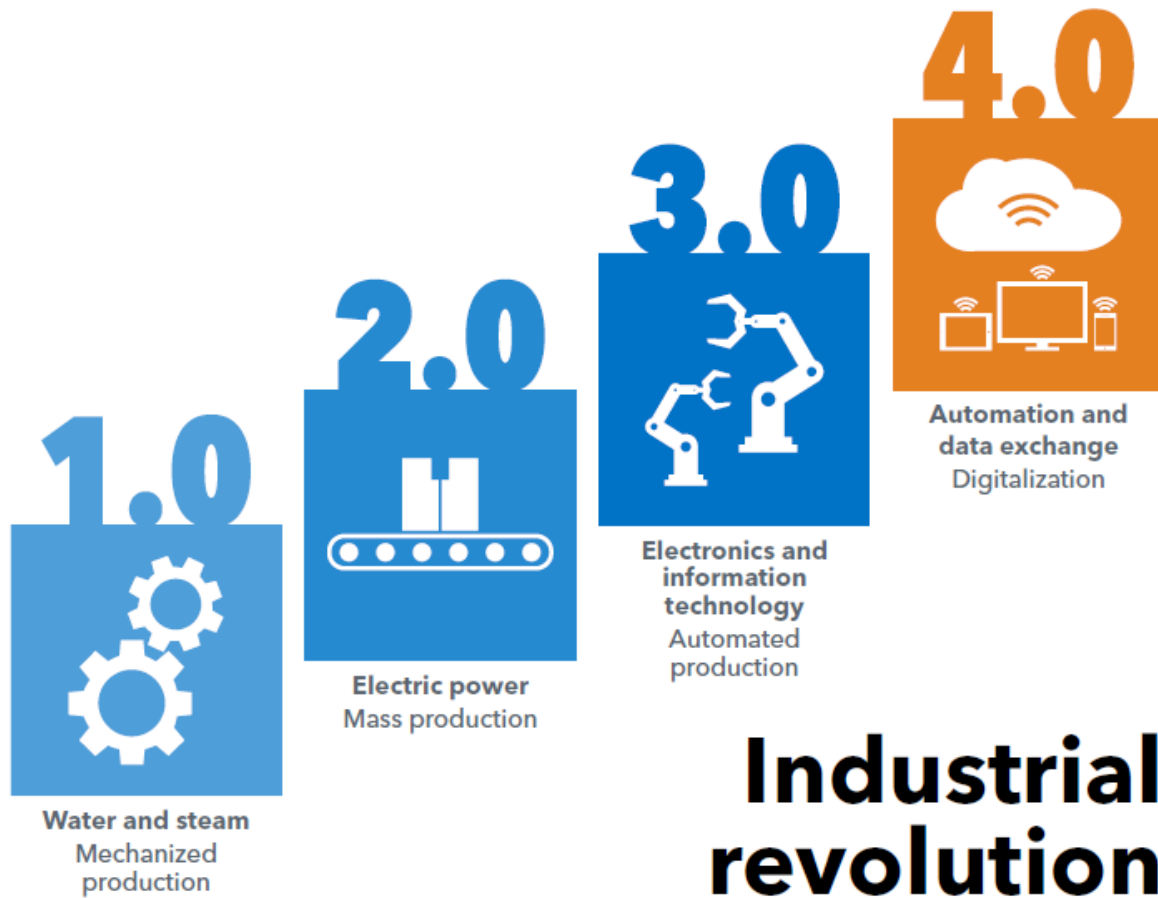 1.0
Water and steam
Mechanized
production
2.0
Electric power
Mass production
3.0
Electronics and
information
technology
Automated
production
4.0
Automation and
data exchange
Digitalization
Industrial
revolution